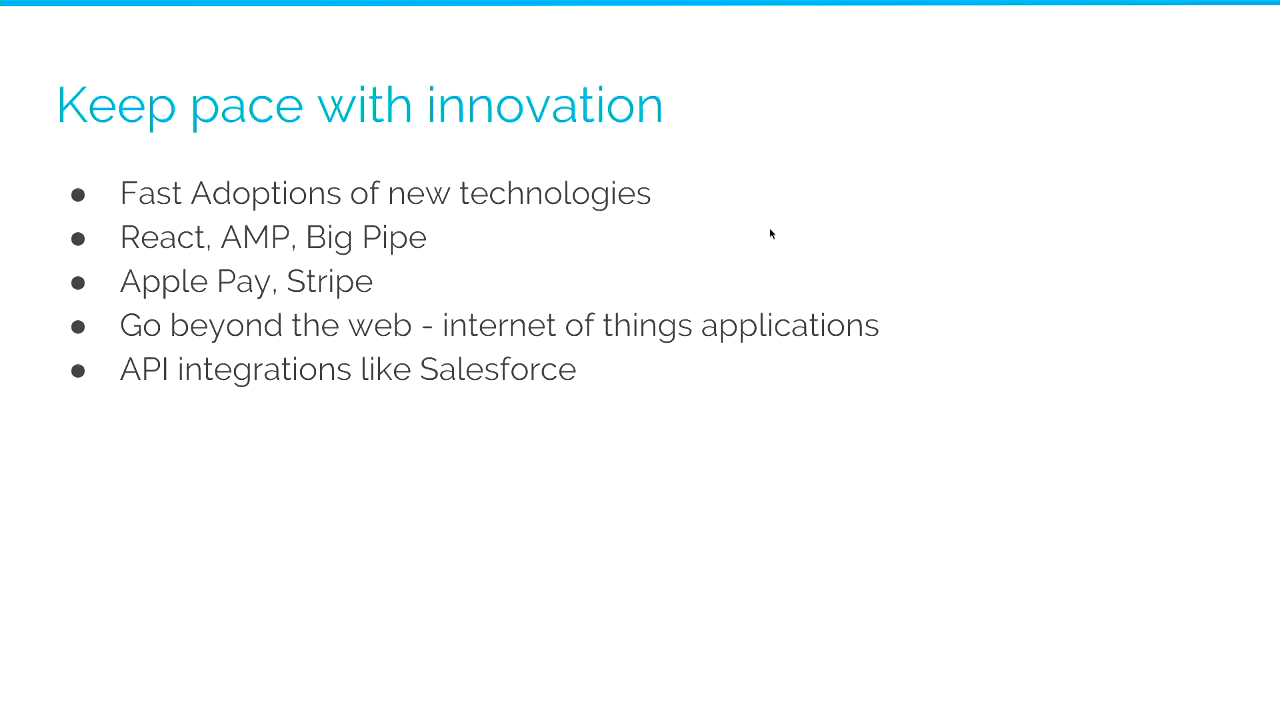 Keep pace with innovation
● Fast Adoptions of new technologies
● React, AMP, Big Pipe
● Apple Pay, Stripe
● Go beyond the web - internet of things applications
● API integrations like Salesforce